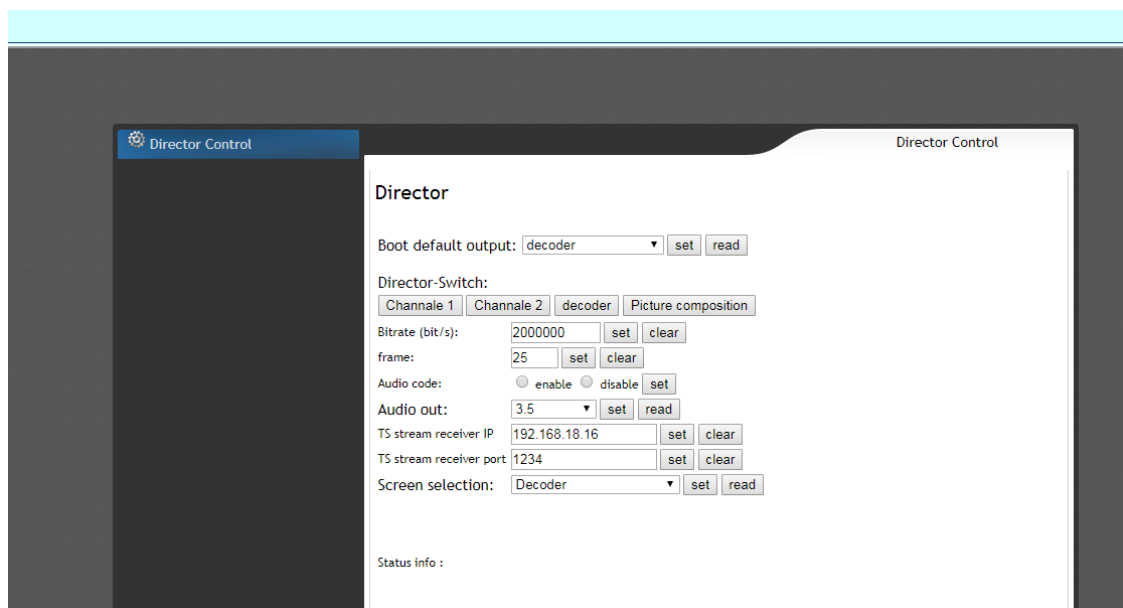 Director Control
Director Control
Director
Boot default output: decoder set read
Director-Switch:
Channale 1 Channale 2 decoder Picture composition
Bitrate (bit/s): 2000000 set clear
frame: 25 set clear
Audio code: enable disable set
Audio out: 3.5 set read
TS stream receiver IP 192.168.18.16 set clear
TS stream receiver port 1234 set clear
Screen selection: Decoder set read
Status info :